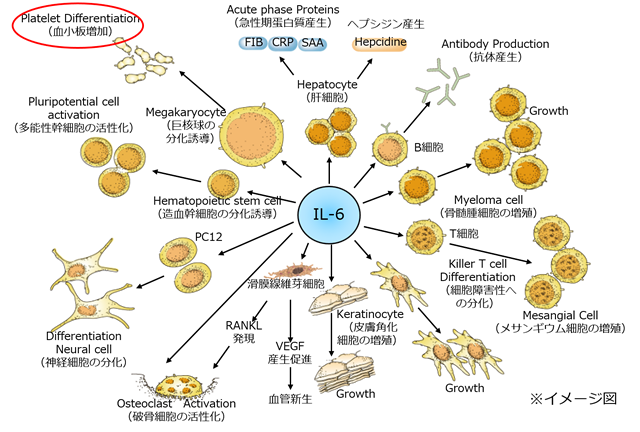 Platelet Differentiation
(血小板増加)
Acute phase Proteins
(急性期蛋白質産生)
FIB CRP SAA
ヘプシジン産生
Hepcidine
Antibody Production
(抗体産生)
Pluripotential cell
activation
(多能性幹細胞の活性化)
Megakaryocyte
(巨核球の
分化誘導)
Hepatocyte
(肝細胞)
B細胞
Growth
Hematopoietic stem cell
(造血幹細胞の分化誘導)
IL-6
Myeloma cell
(骨髄腫細胞の増殖)
T細胞
PC12
Killer T cell
Differentiation
(細胞障害性へ
の分化)
Mesangial Cell
(メサンギウム細胞の増殖)
滑膜線維芽細胞
Keratinocyte
(皮膚角化
細胞の増殖)
Differentiation
Neural cell
(神経細胞の分化)
RANKL
発現
VEGF
産生促進
血管新生
Growth
Growth
Osteoclast Activation
(破骨細胞の活性化)
※イメージ図